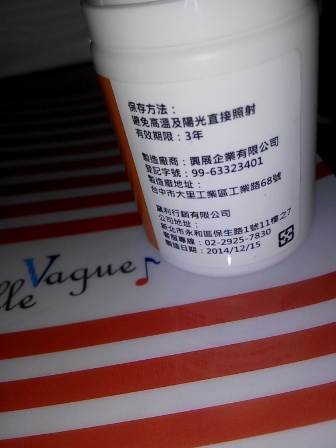 保存方法：
避免高溫及陽光直接照射
有效期限：3年
製造廠商：興展企業有限公司
登記字號：99-63323401
製造廠地址：
台中市大里工業區工業路68號
萬利行銷有限公司
公司地址：
新北市永和區保生路1號11樓之7
客服專線：02-2925-7830
製造日期：2014/12/15
Vague
lle